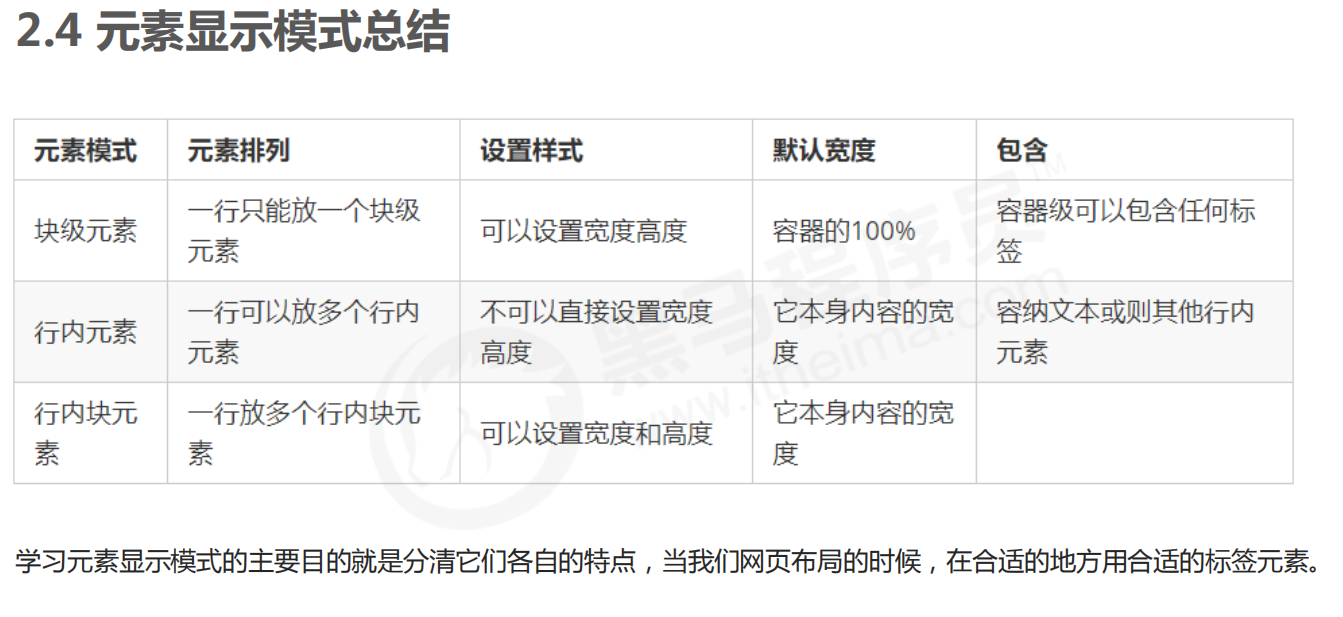 2.4 元素显示模式总结
元素模式 元素排列 设置样式 默认宽度 包含
块级元素
一行只能放一个块级
元素
可以设置宽度高度
容器的100%
容器级可以包含任何标
签
行内元素
一行可以放多个行内
元素
不可以直接设置宽度
高度
它本身内容的宽
度
容纳文本或则其他行内
元素
行内块元
素
一行放多个行内块元
素
可以设置宽度和高度
它本身内容的宽
度
黑马程序员™
www.itheima.com
学习元素显示模式的主要目的就是分清它们各自的特点，当我们网页布局的时候，在合适的地方用合适的标签元素。